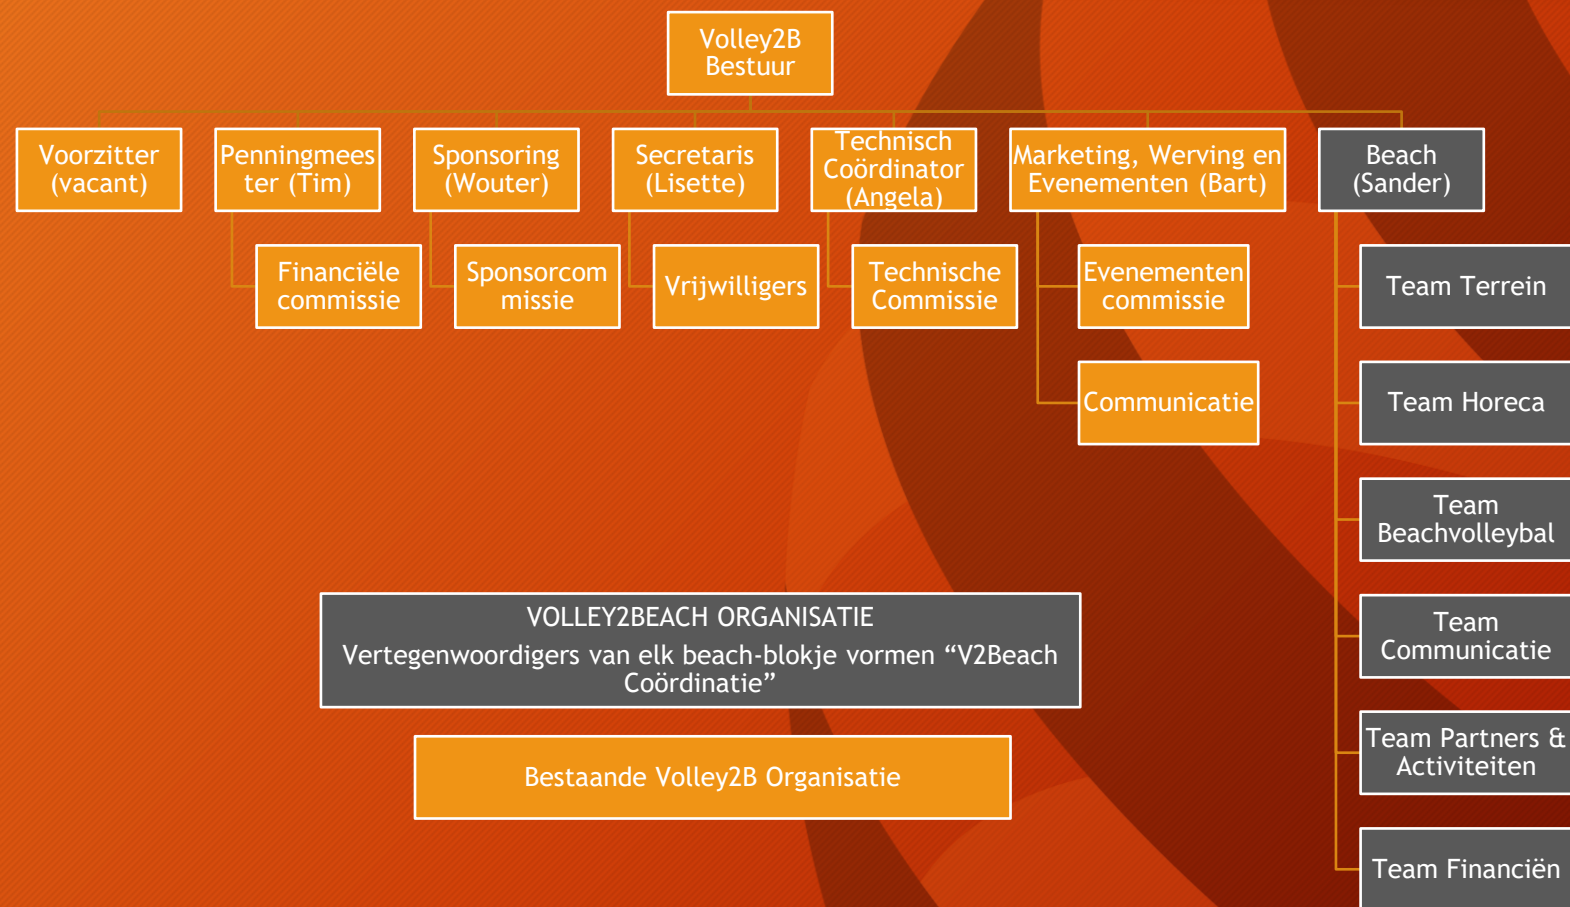 Volley2B
Bestuur
Voorzitter
(vacant)
Penningmees
ter (Tim)
Sponsoring
(Wouter)
Secretaris
(Lisette)
Technisch
Coördinator
(Angela)
Marketing, Werving en
Evenementen (Bart)
Beach
(Sander)
Financiële
commissie
Sponsorcom
missie
Vrijwilligers
Technische
Commissie
Evenementen
commissie
Communicatie
Team Terrein
Team Horeca
Team
Beachvolleybal
Team
Communicatie
Team Partners &
Activiteiten
Team Financiën
VOLLEY2BEACH ORGANISATIE
Vertegenwoordigers van elk beach-blokje vormen “V2Beach
Coördinatie”
Bestaande Volley2B Organisatie